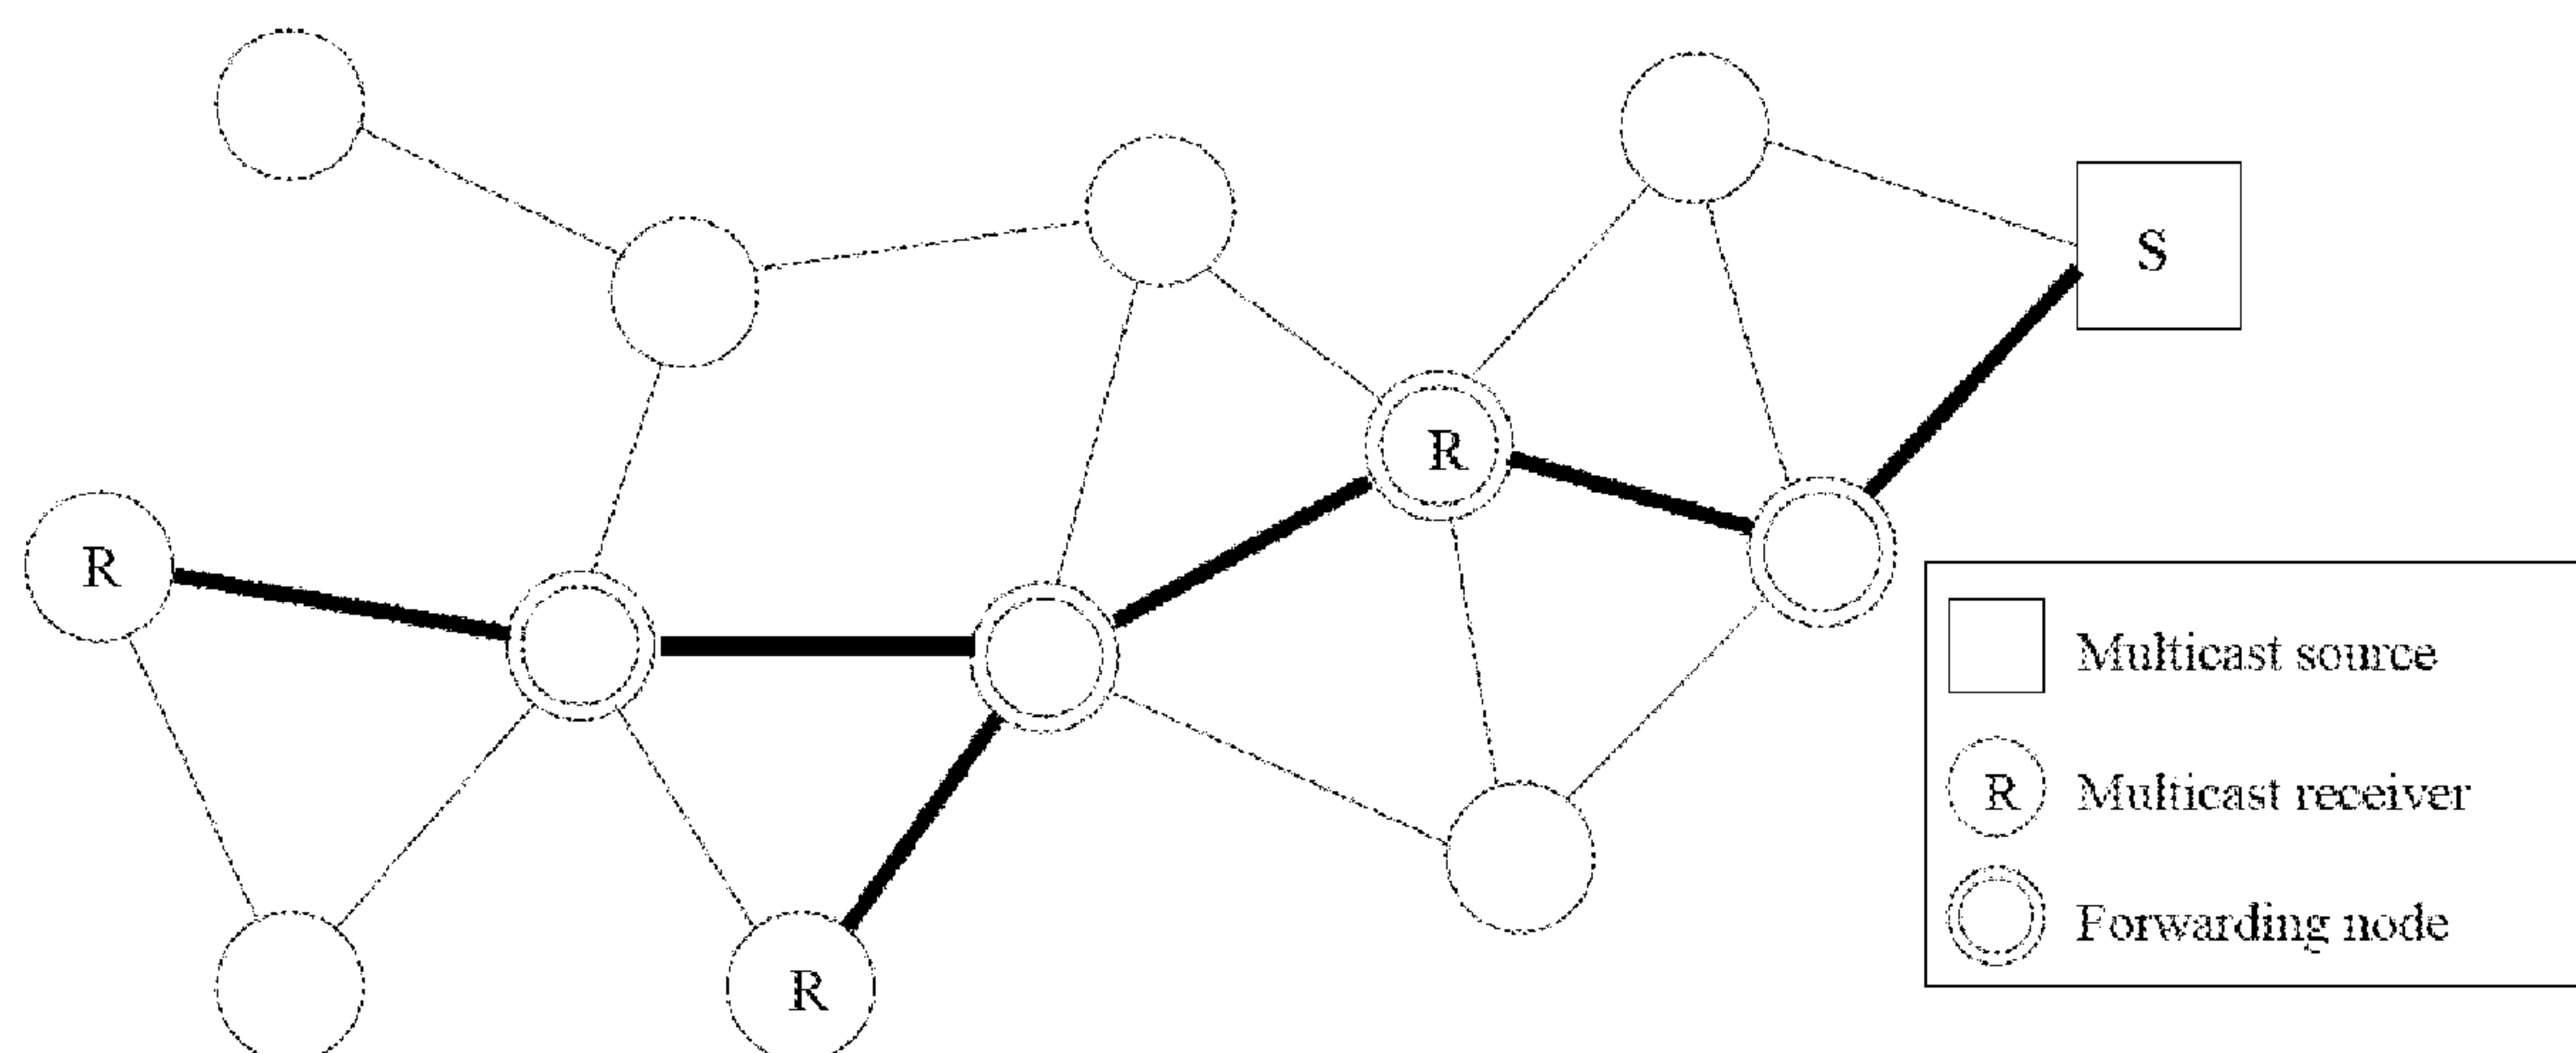 S
R
R
R
Multicast source
R Multicast receiver
Forwarding node